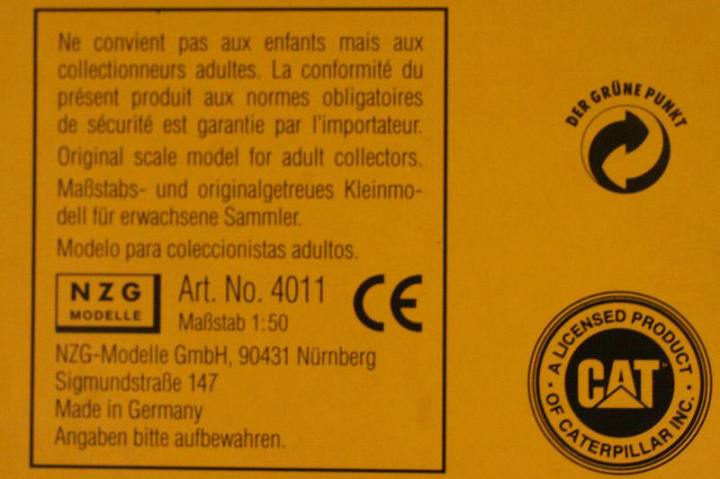 Ne convient pas aux enfants mais aux
collectionneurs adultes. La conformité du
présent produit aux normes obligatoires
de sécurité est garantie par l'importateur.
Original scale model for adult collectors.
Maßstabs- und originalgetreues Kleinmo-
dell für erwachsene Sammler.
Modelo para coleccionistas adultos.
NZG
MODELLE
Art. No. 4011
Maßstab 1:50
CE
NZG-Modelle GmbH, 90431 Nürnberg
Sigmundstraße 147
Made in Germany
Angaben bitte aufbewahren.
DER GRÜNE PUNKT
· A LICENSED PRODUCT ·
CAT™
OF CATERPILLAR INC.